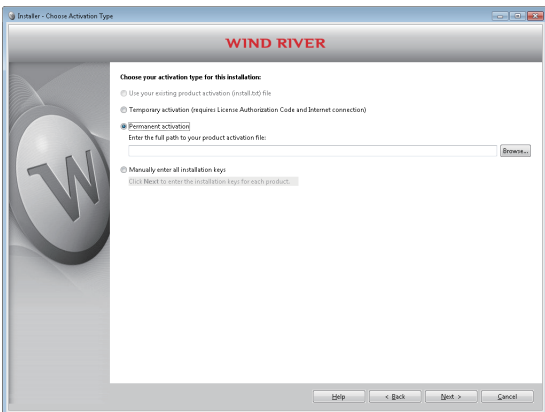 Installer - Choose Activation Type
WIND RIVER
Choose your activation type for this installation:
Use your existing product activation (install.txt) file
Temporary activation (requires License Authorization Code and Internet connection)
Permanent activation
Enter the full path to your product activation file:
Browse...
Manually enter all installation keys
Click Next to enter the installation keys for each product.
W
Help < Back Next > Cancel